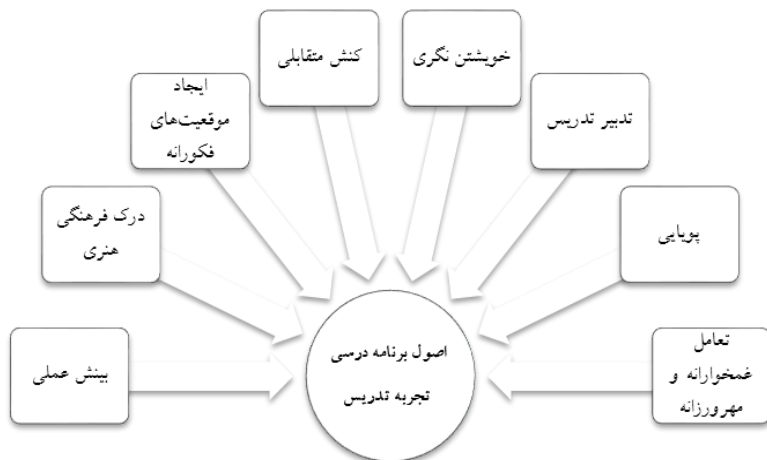 خویشتن نگری
کنش متقابلی
تدبیر تدریس
ایجاد
موقعیت‌های
فکورانه
پویایی
درک فرهنگی
هنری
تعامل
غمخوارانه و
مهرورزانه
بینش عملی
اصول برنامه درسی
تجربه تدریس